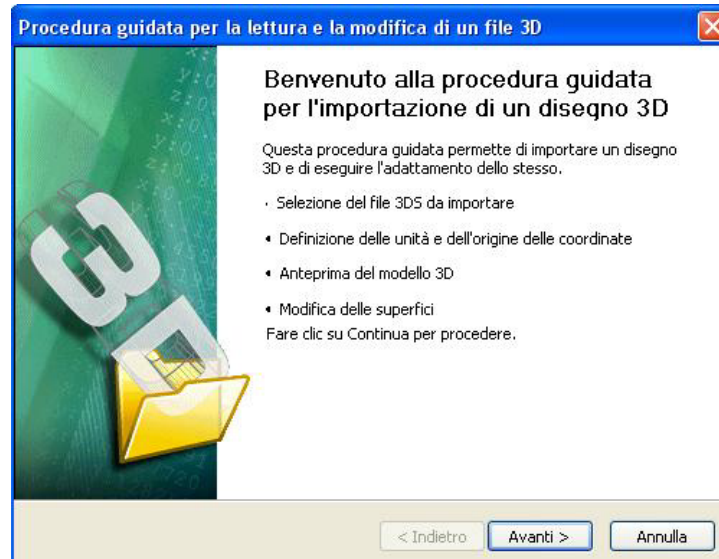 Procedura guidata per la lettura e la modifica di un file 3D
Benvenuto alla procedura guidata
per l'importazione di un disegno 3D
Questa procedura guidata permette di importare un disegno
3D e di eseguire l'adattamento dello stesso.
· Selezione del file 3DS da importare
• Definizione delle unità e dell'origine delle coordinate
• Anteprima del modello 3D
• Modifica delle superfici
Fare clic su Continua per procedere.
3D
< Indietro
Avanti >
Annulla